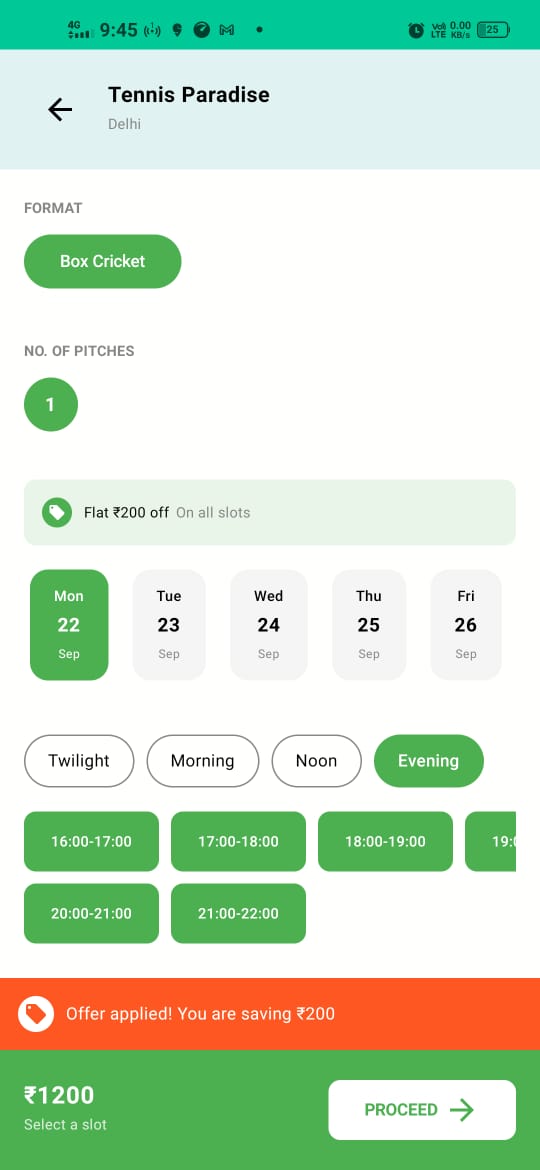 4G 9:45 Vo)) LTE 0.00 KB/s 25
Tennis Paradise
Delhi
FORMAT
Box Cricket
NO. OF PITCHES
1
Flat ₹200 off On all slots
Mon Tue Wed Thu Fri
22 23 24 25 26
Sep Sep Sep Sep Sep
Twilight Morning Noon Evening
16:00-17:00 17:00-18:00 18:00-19:00 19:0
20:00-21:00 21:00-22:00
Offer applied! You are saving ₹200
₹1200
Select a slot
PROCEED